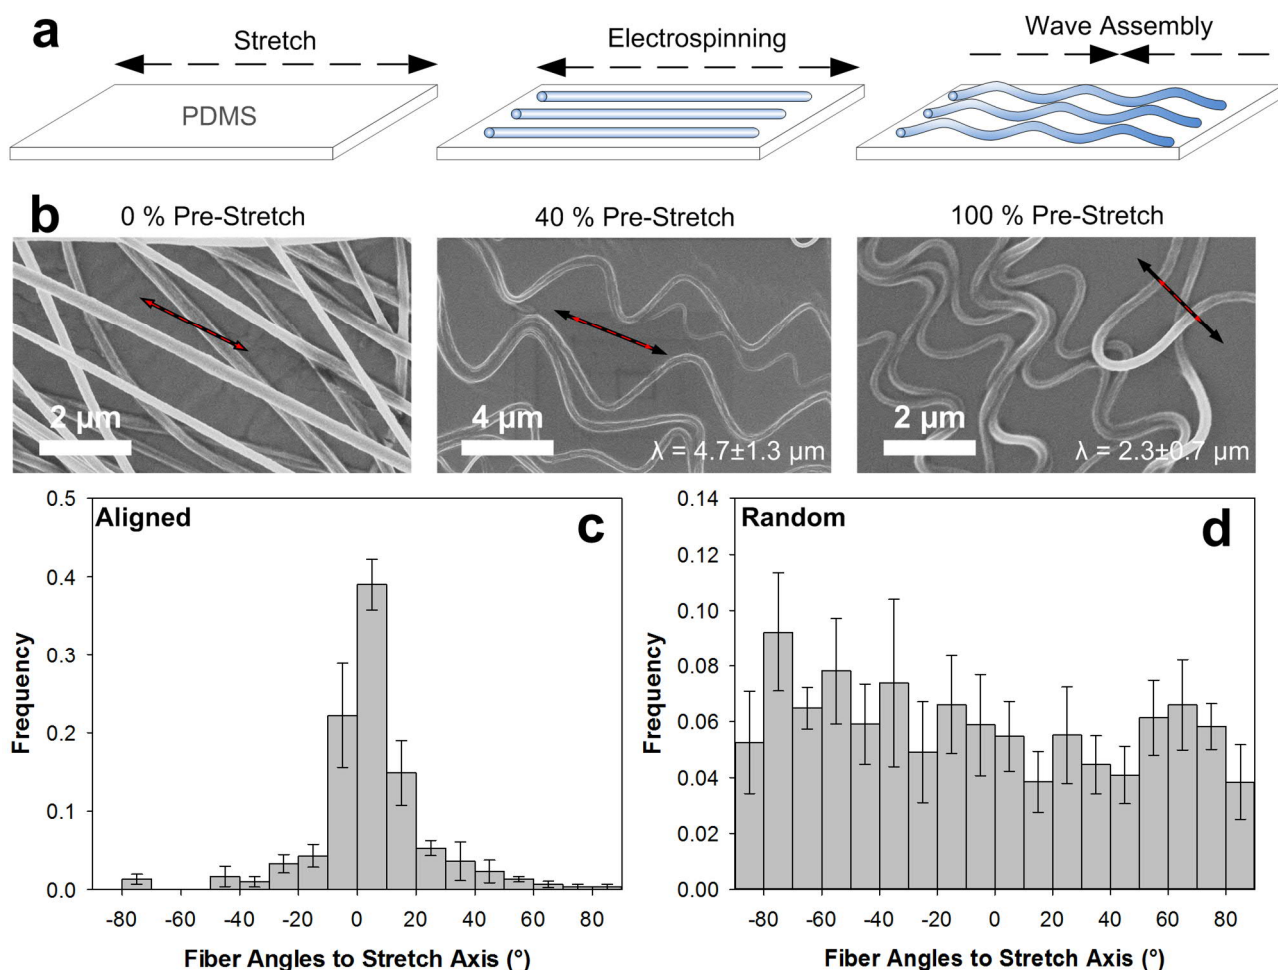 a
Stretch
Electrospinning
Wave Assembly
PDMS
b
0 % Pre-Stretch
40 % Pre-Stretch
100 % Pre-Stretch
2 µm
4 µm
λ = 4.7±1.3 µm
2 µm
λ = 2.3±0.7 µm
Aligned
c
Frequency
0.5
0.4
0.3
0.2
0.1
0.0
-80 -60 -40 -20 0 20 40 60 80
Fiber Angles to Stretch Axis (°)
Random
d
Frequency
0.14
0.12
0.10
0.08
0.06
0.04
0.02
0.00
-80 -60 -40 -20 0 20 40 60 80
Fiber Angles to Stretch Axis (°)